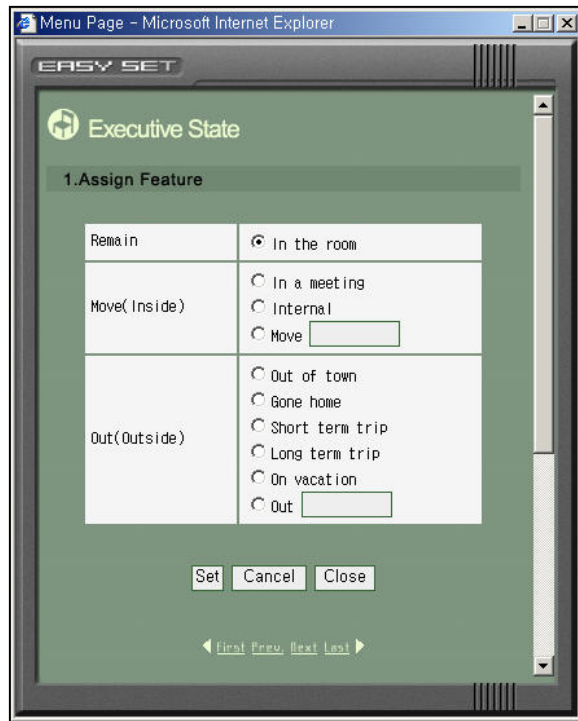 Menu Page - Microsoft Internet Explorer
EASY SET
Executive State
1.Assign Feature
Remain
In the room
Move(Inside)
In a meeting
Internal
Move
Out(Outside)
Out of town
Gone home
Short term trip
Long term trip
On vacation
Out
Set Cancel Close
First Prev. Next Last